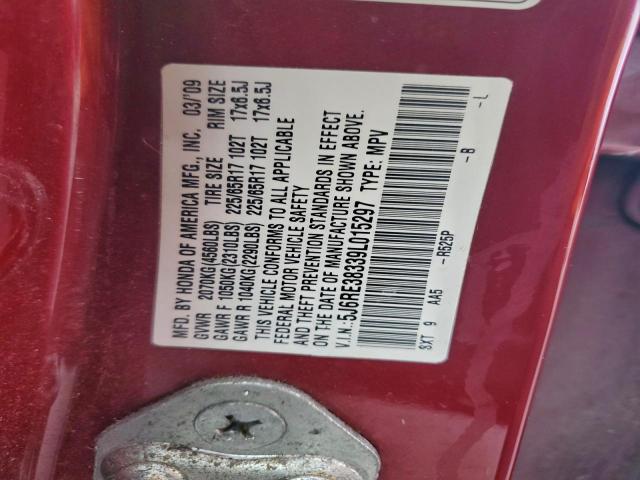 MFD. BY HONDA OF AMERICA MFG., INC. 03/'09
GVWR 2070KG(4560LBS) TIRE SIZE RIM SIZE
GAWR F 1050KG(2310LBS) 225/65R17 102T 17x6.5J
GAWR R 1040KG(2290LBS) 225/65R17 102T 17x6.5J
THIS VEHICLE CONFORMS TO ALL APPLICABLE
FEDERAL MOTOR VEHICLE SAFETY
AND THEFT PREVENTION STANDARDS IN EFFECT
ON THE DATE OF MANUFACTURE SHOWN ABOVE.
V.I.N.:5J6RE38339L015297 TYPE: MPV
SXT 9 AA5 -R525P -B -L